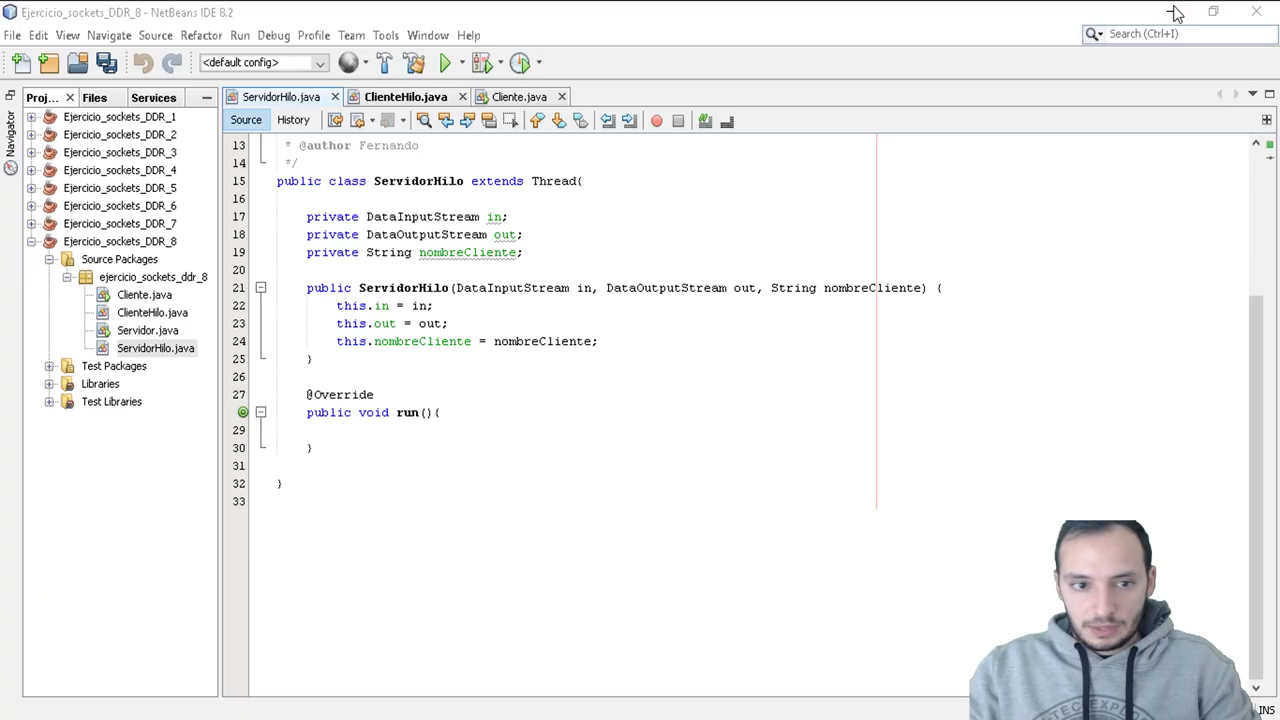 Ejercicio_sockets_DDR_8 - NetBeans IDE 8.2
File Edit View Navigate Source Refactor Run Debug Profile Team Tools Window Help
Search (Ctrl+I)
<default config>
Proj... Files Services
ServidorHilo.java ClienteHilo.java Cliente.java
Navigator
Source History
Ejercicio_sockets_DDR_1
Ejercicio_sockets_DDR_2
Ejercicio_sockets_DDR_3
Ejercicio_sockets_DDR_4
Ejercicio_sockets_DDR_5
Ejercicio_sockets_DDR_6
Ejercicio_sockets_DDR_7
Ejercicio_sockets_DDR_8
Source Packages
ejercicio_sockets_ddr_8
Cliente.java
ClienteHilo.java
Servidor.java
ServidorHilo.java
Test Packages
Libraries
Test Libraries
13 * @author Fernando
14 */
15 public class ServidorHilo extends Thread{
16
17 private DataInputStream in;
18 private DataOutputStream out;
19 private String nombreCliente;
20
21 public ServidorHilo(DataInputStream in, DataOutputStream out, String nombreCliente) {
22 this.in = in;
23 this.out = out;
24 this.nombreCliente = nombreCliente;
25 }
26
27 @Override
28 public void run(){
29
30 }
31
32 }
33
INS